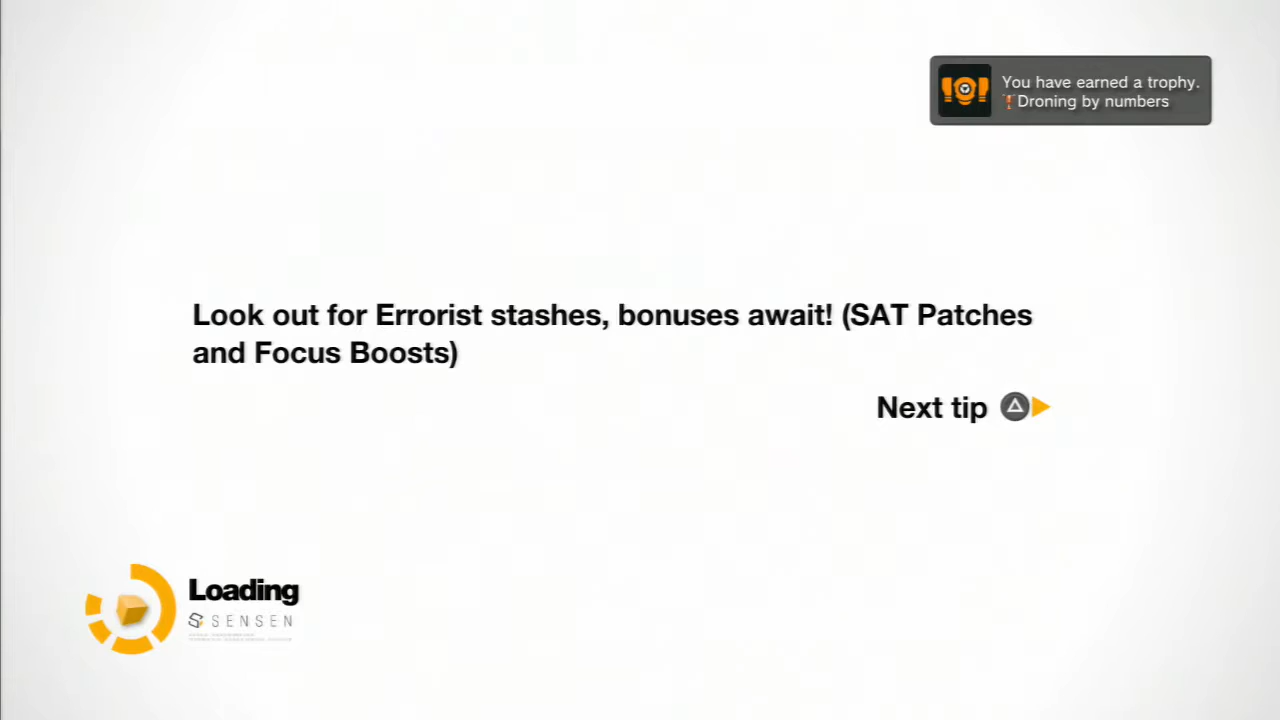 You have earned a trophy.
Droning by numbers
Look out for Errorist stashes, bonuses await! (SAT Patches
and Focus Boosts)
Next tip
Loading
SENSEN